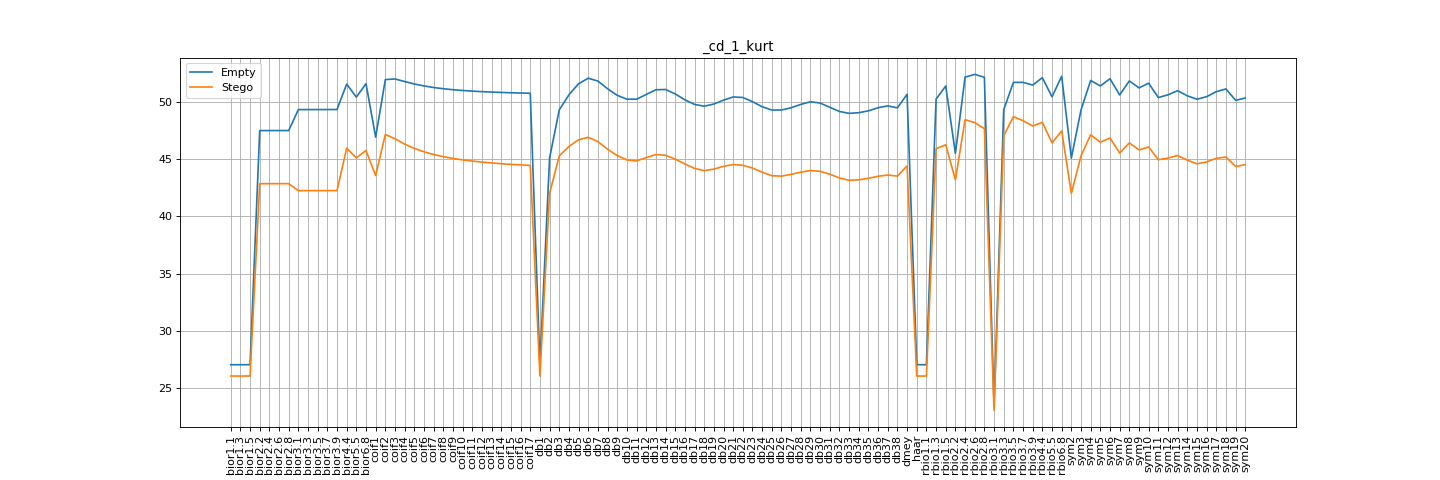 _cd_1_kurt
Empty
Stego
50
45
40
35
30
25
bior1.1
bior1.3
bior1.5
bior2.2
bior2.4
bior2.6
bior2.8
bior3.1
bior3.3
bior3.5
bior3.7
bior3.9
bior4.4
bior5.5
bior6.8
coif1
coif2
coif3
coif4
coif5
coif6
coif7
coif8
coif9
coif10
coif11
coif12
coif13
coif14
coif15
coif16
coif17
db1
db2
db3
db4
db5
db6
db7
db8
db9
db10
db11
db12
db13
db14
db15
db16
db17
db18
db19
db20
db21
db22
db23
db24
db25
db26
db27
db28
db29
db30
db31
db32
db33
db34
db35
db36
db37
db38
dmey
haar
rbio1.1
rbio1.3
rbio1.5
rbio2.2
rbio2.4
rbio2.6
rbio2.8
rbio3.1
rbio3.3
rbio3.5
rbio3.7
rbio3.9
rbio4.4
rbio5.5
rbio6.8
sym2
sym3
sym4
sym5
sym6
sym7
sym8
sym9
sym10
sym11
sym12
sym13
sym14
sym15
sym16
sym17
sym18
sym19
sym20